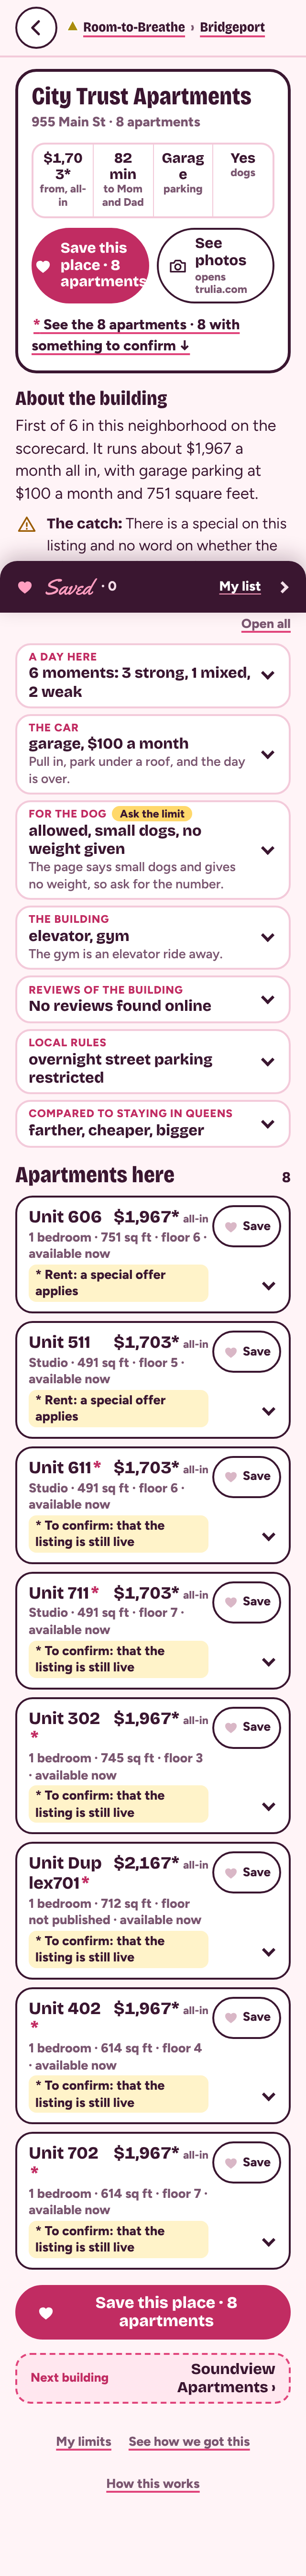 Room-to-Breathe › Bridgeport
City Trust Apartments
955 Main St · 8 apartments
$1,70
3*
from, all-
in
82
min
to Mom
and Dad
Garag
e
parking
Yes
dogs
Save this
place · 8
apartments
See
photos
opens
trulia.com
* See the 8 apartments · 8 with
something to confirm ↓
About the building
First of 6 in this neighborhood on the
scorecard. It runs about $1,967 a
month all in, with garage parking at
$100 a month and 751 square feet.
The catch: There is a special on this
listing and no word on whether the
Saved · 0
My list
Open all
A DAY HERE
6 moments: 3 strong, 1 mixed,
2 weak
THE CAR
garage, $100 a month
Pull in, park under a roof, and the day
is over.
FOR THE DOG Ask the limit
allowed, small dogs, no
weight given
The page says small dogs and gives
no weight, so ask for the number.
THE BUILDING
elevator, gym
The gym is an elevator ride away.
REVIEWS OF THE BUILDING
No reviews found online
LOCAL RULES
overnight street parking
restricted
COMPARED TO STAYING IN QUEENS
farther, cheaper, bigger
Apartments here 8
Unit 606 $1,967* all-in Save
1 bedroom · 751 sq ft · floor 6 ·
available now
* Rent: a special offer
applies
Unit 511 $1,703* all-in Save
Studio · 491 sq ft · floor 5 ·
available now
* Rent: a special offer
applies
Unit 611* $1,703* all-in Save
Studio · 491 sq ft · floor 6 ·
available now
* To confirm: that the
listing is still live
Unit 711* $1,703* all-in Save
Studio · 491 sq ft · floor 7 ·
available now
* To confirm: that the
listing is still live
Unit 302 $1,967* all-in Save
*
1 bedroom · 745 sq ft · floor 3
· available now
* To confirm: that the
listing is still live
Unit Dup $2,167* all-in Save
lex701*
1 bedroom · 712 sq ft · floor
not published · available now
* To confirm: that the
listing is still live
Unit 402 $1,967* all-in Save
*
1 bedroom · 614 sq ft · floor 4
· available now
* To confirm: that the
listing is still live
Unit 702 $1,967* all-in Save
*
1 bedroom · 614 sq ft · floor 7 ·
available now
* To confirm: that the
listing is still live
Save this place · 8
apartments
Next building
Soundview
Apartments ›
My limits See how we got this
How this works